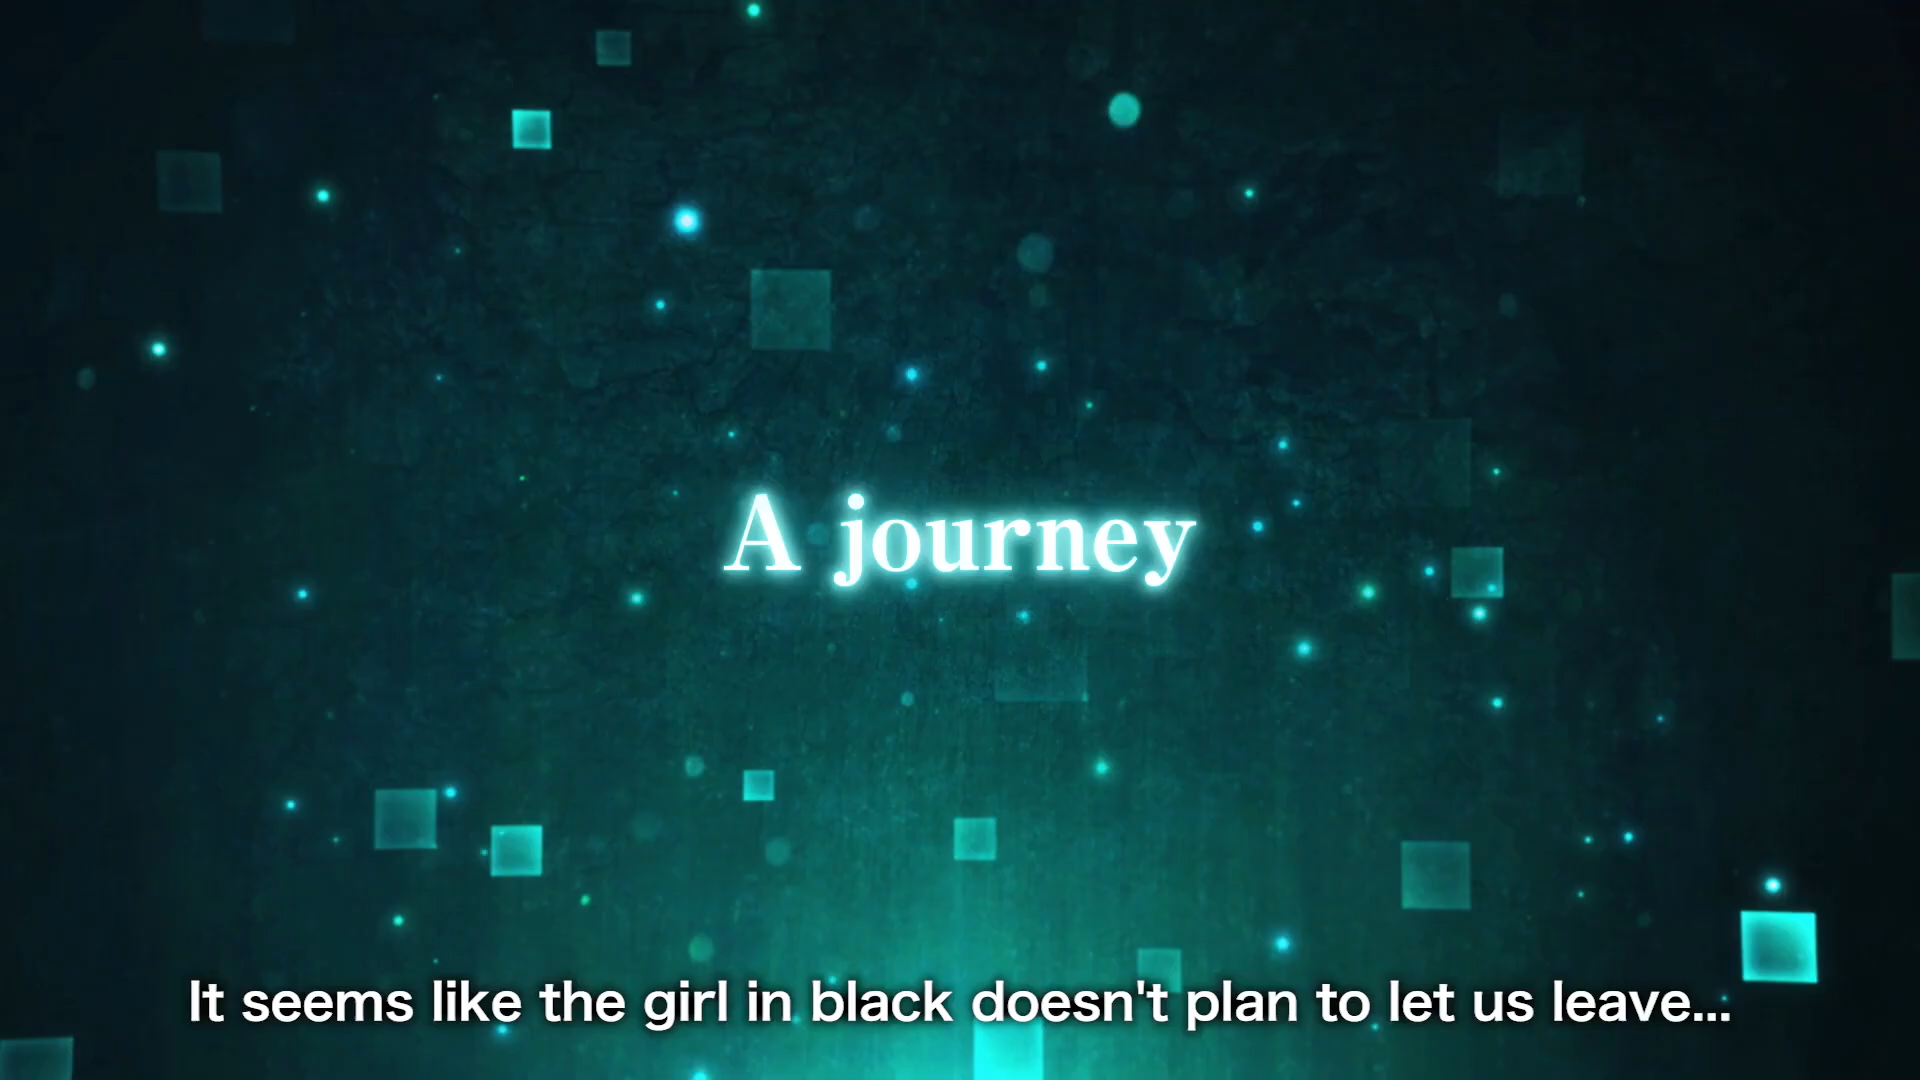 A journey
It seems like the girl in black doesn't plan to let us leave...